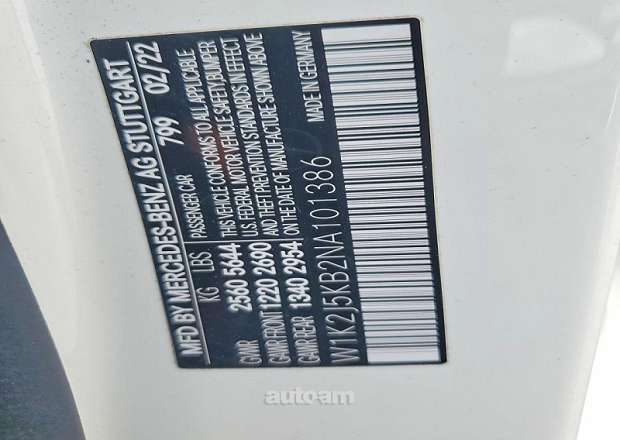 MFD BY MERCEDES-BENZ AG STUTTGART
799 02/22
KG LBS
GVWR 2560 5644
GAWR FRONT 1220 2690
GAWR REAR 1340 2954
PASSENGER CAR
THIS VEHICLE CONFORMS TO ALL APPLICABLE
U.S. FEDERAL MOTOR VEHICLE SAFETY, BUMPER
AND THEFT PREVENTION STANDARDS IN EFFECT
ON THE DATE OF MANUFACTURE SHOWN ABOVE
MADE IN GERMANY
W1K2J5KB2NA101386
auto.am